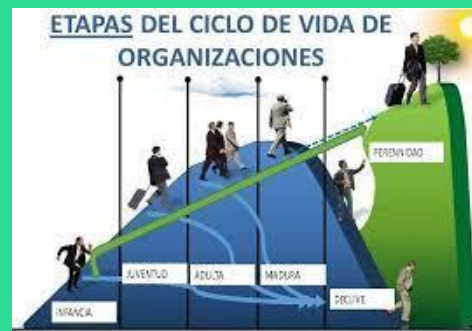 ETAPAS DEL CICLO DE VIDA DE
ORGANIZACIONES
PERENNIDAD
JUVENTUD
ADULTA
MADURA
INFANCIA
DECLIVE